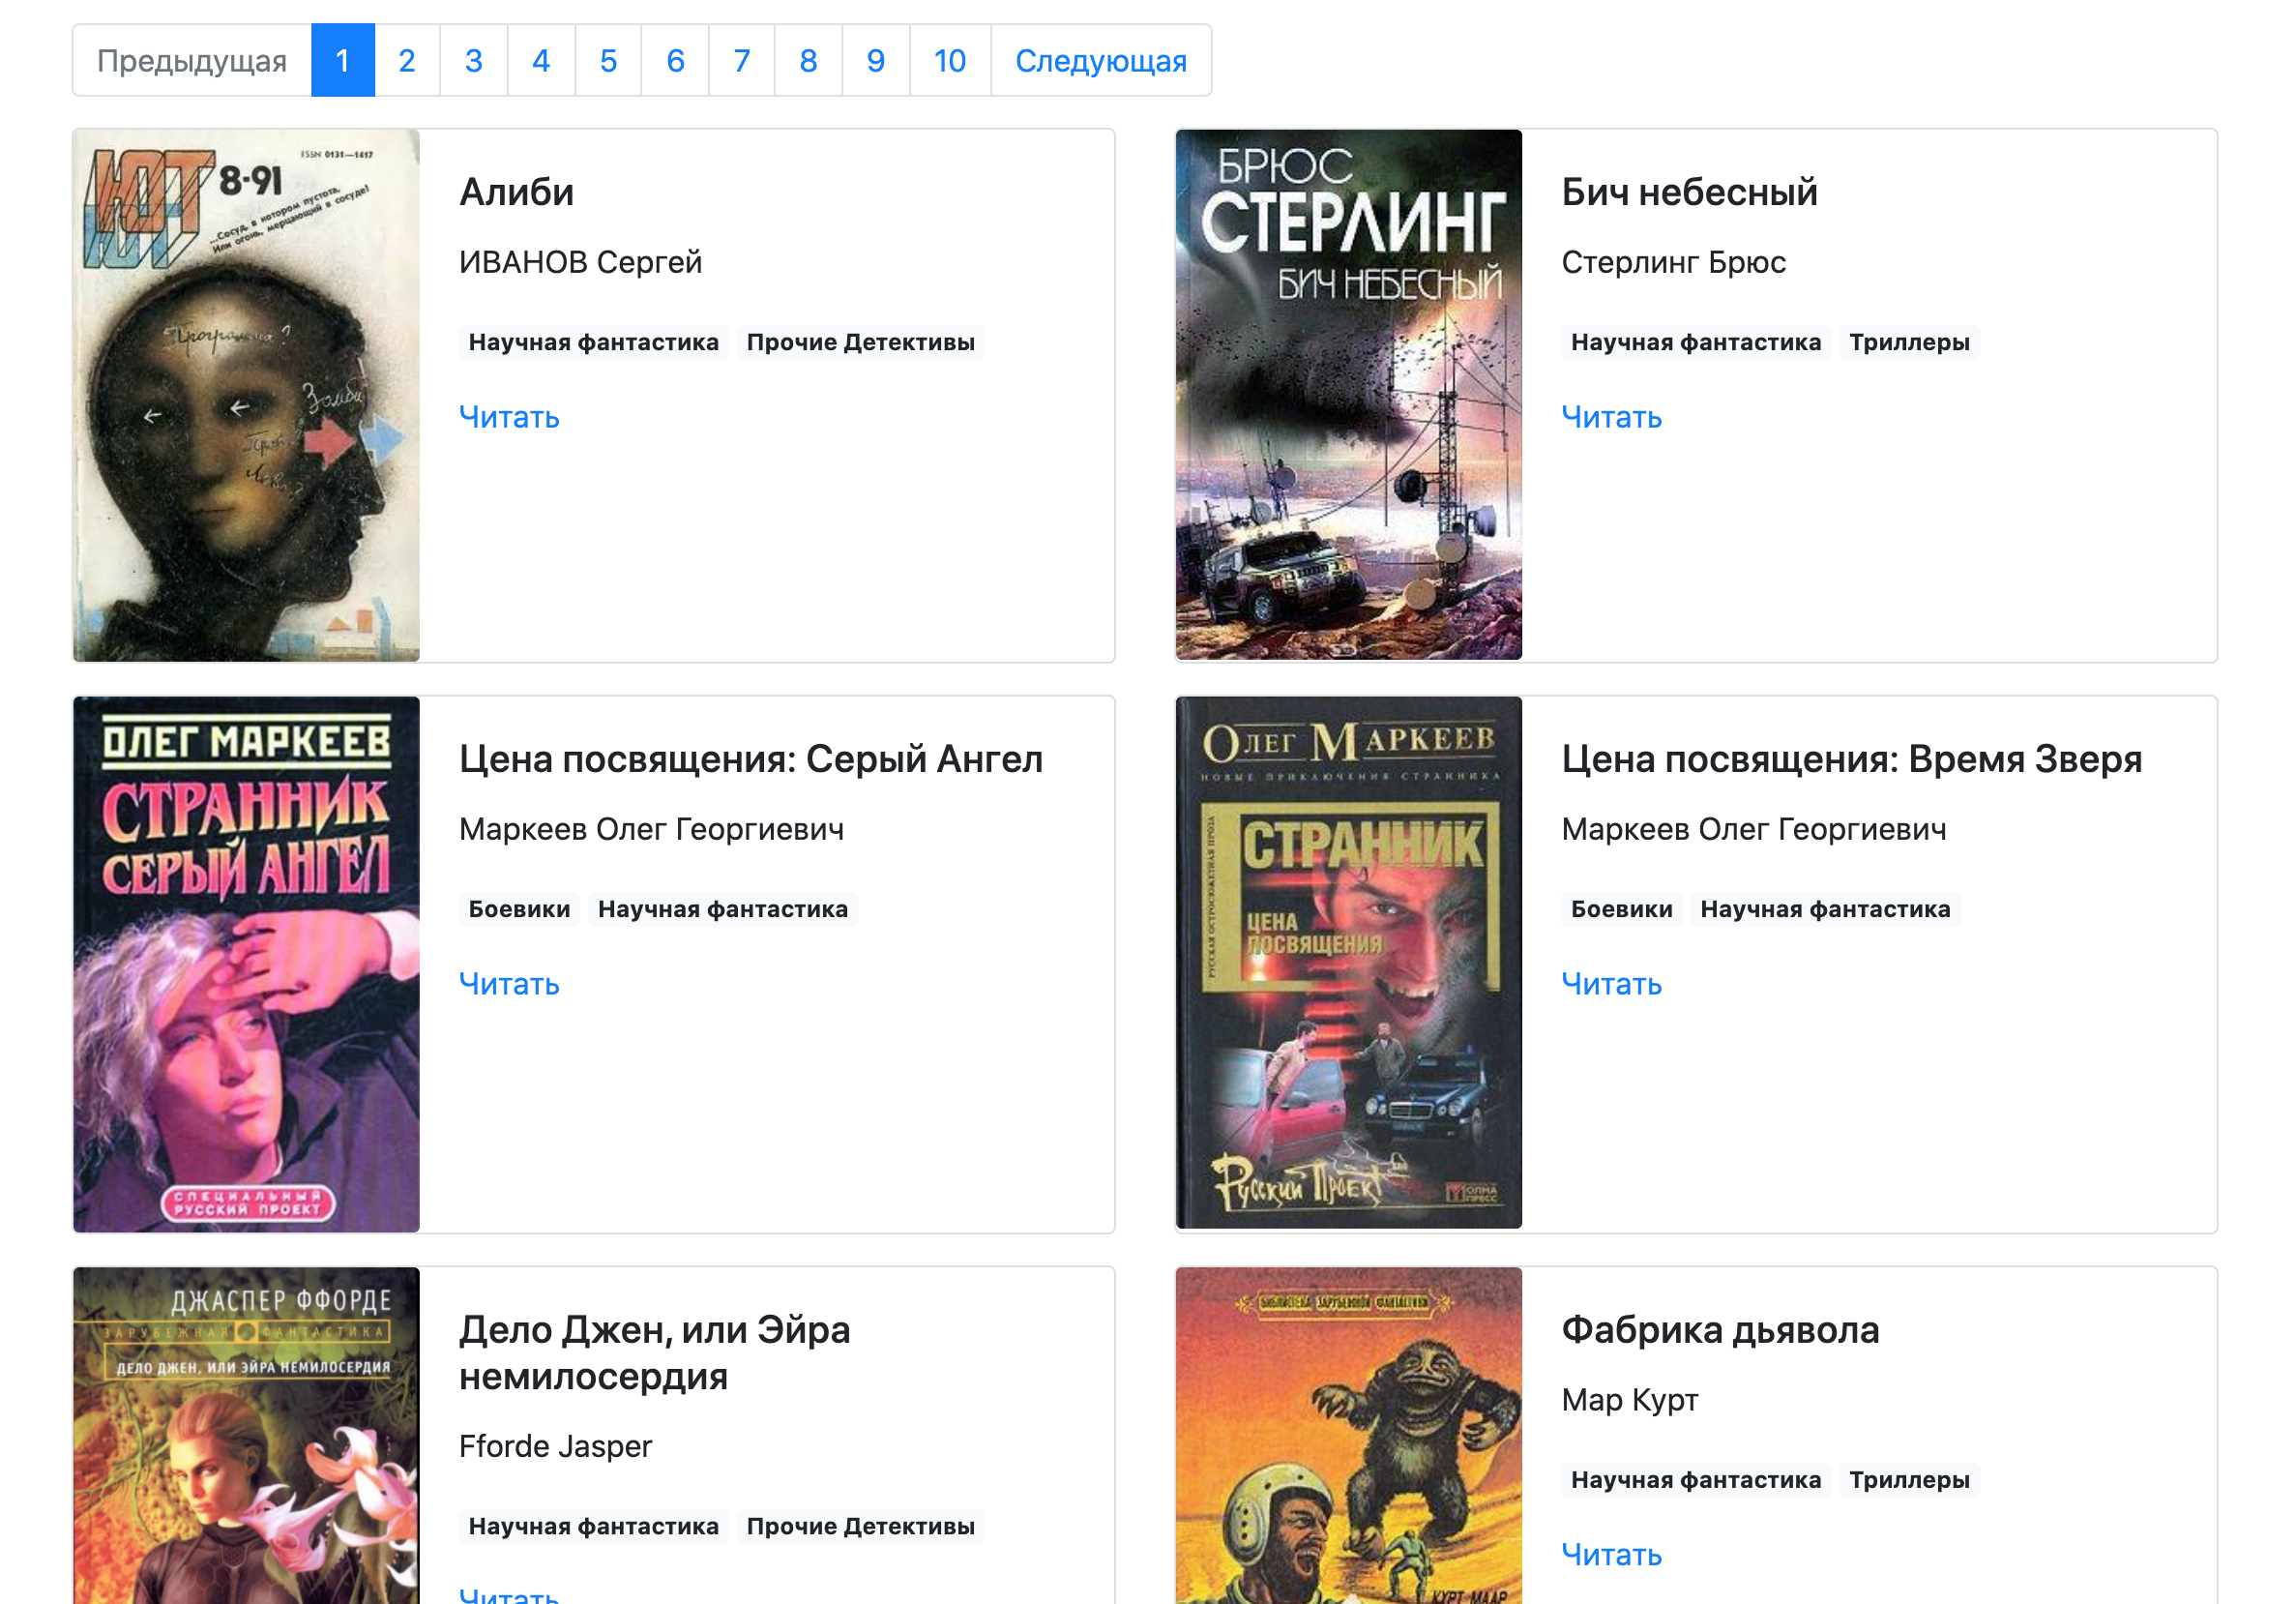 Предыдущая 1 2 3 4 5 6 7 8 9 10 Следующая
ISSN 0131—1417
ЮТ 8-91
...Сосуд, в котором пустота,
Или огонь, мерцающий в сосуде!
Программа?
Зомби
Алиби
ИВАНОВ Сергей
Научная фантастика Прочие Детективы
Читать
БРЮС
СТЕРЛИНГ
БИЧ НЕБЕСНЫЙ
Бич небесный
Стерлинг Брюс
Научная фантастика Триллеры
Читать
ОЛЕГ МАРКЕЕВ
СТРАННИК
СЕРЫЙ АНГЕЛ
СПЕЦИАЛЬНЫЙ
РУССКИЙ ПРОЕКТ
Цена посвящения: Серый Ангел
Маркеев Олег Георгиевич
Боевики Научная фантастика
Читать
ОЛЕГ МАРКЕЕВ
НОВЫЕ ПРИКЛЮЧЕНИЯ СТРАННИКА
РУССКАЯ ОСТРОСЮЖЕТНАЯ ПРОЗА
СТРАННИК
ЦЕНА
ПОСВЯЩЕНИЯ
Русский Проект
ОЛМА
ПРЕСС
Цена посвящения: Время Зверя
Маркеев Олег Георгиевич
Боевики Научная фантастика
Читать
ДЖАСПЕР ФФОРДЕ
ЗАРУБЕЖНАЯ ФАНТАСТИКА
ДЕЛО ДЖЕН, ИЛИ ЭЙРА НЕМИЛОСЕРДИЯ
Дело Джен, или Эйра
немилосердия
Fforde Jasper
Научная фантастика Прочие Детективы
Читать
БИБЛИОТЕКА ЗАРУБЕЖНОЙ ФАНТАСТИКИ
КУРТ МААР
Фабрика дьявола
Мар Курт
Научная фантастика Триллеры
Читать